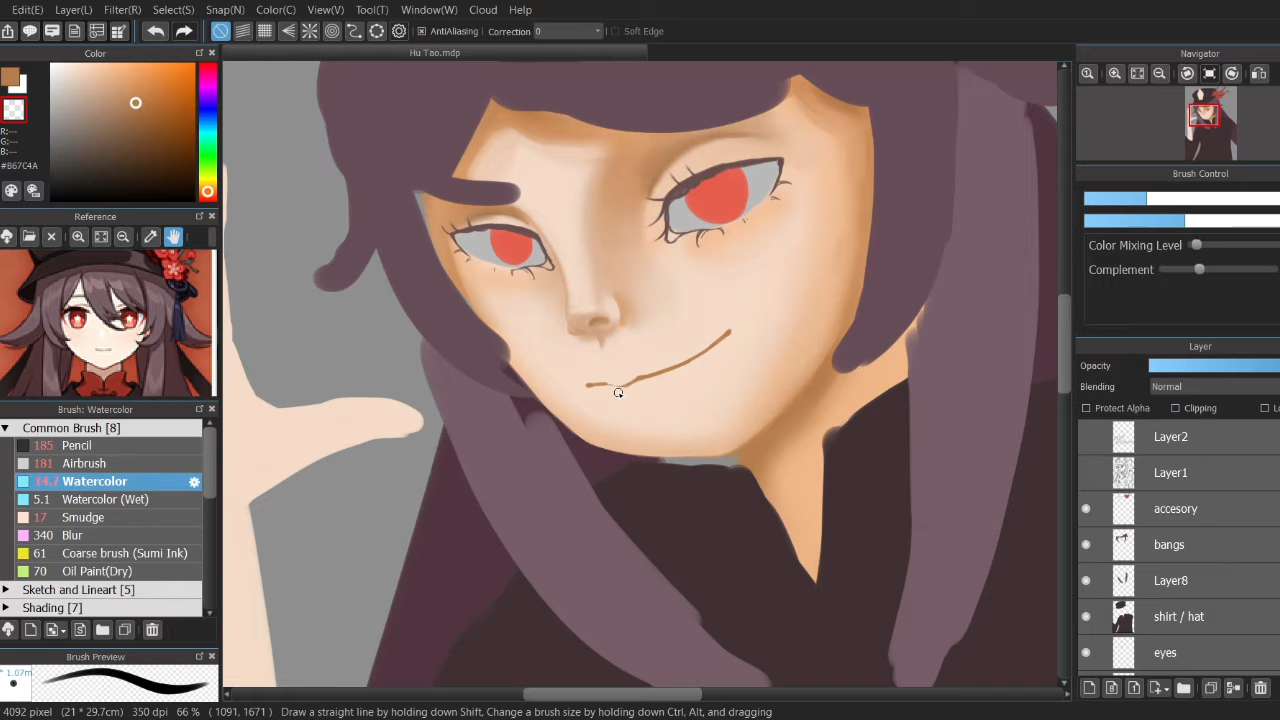 Edit(E) Layer(L) Filter(R) Select(S) Snap(N) Color(C) View(V) Tool(T) Window(W) Cloud Help
AntiAliasing Correction 0 Soft Edge
Color
Hu Tao.mdp
Navigator
R:---
G:---
B:---
#B67C4A
Brush Control
Reference
Color Mixing Level
Complement
Layer
Opacity
Blending Normal
Protect Alpha Clipping
Brush: Watercolor
Common Brush [8]
185 Pencil
181 Airbrush
14.7 Watercolor
5.1 Watercolor (Wet)
17 Smudge
340 Blur
61 Coarse brush (Sumi Ink)
70 Oil Paint(Dry)
Sketch and Lineart [5]
Shading [7]
Layer2
Layer1
accesory
bangs
Layer8
shirt / hat
eyes
Brush Preview
* 1.07m
4092 pixel (21 * 29.7cm) 350 dpi 66 % ( 1091, 1671 ) Draw a straight line by holding down Shift, Change a brush size by holding down Ctrl, Alt, and dragging